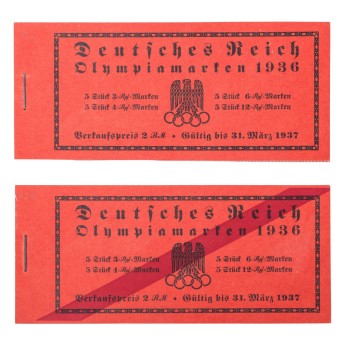 Deutsches Reich
Olympiamarken 1936
5 Stück 3-Rpf-Marken 5 Stück 6-Rpf-Marken
5 Stück 4-Rpf-Marken 5 Stück 12-Rpf-Marken
Verkaufspreis 2 RM • Gültig bis 31. März 1937
Deutsches Reich
Olympiamarken 1936
5 Stück 3-Rpf-Marken 5 Stück 6-Rpf-Marken
5 Stück 4-Rpf-Marken 5 Stück 12-Rpf-Marken
Verkaufspreis 2 RM • Gültig bis 31. März 1937